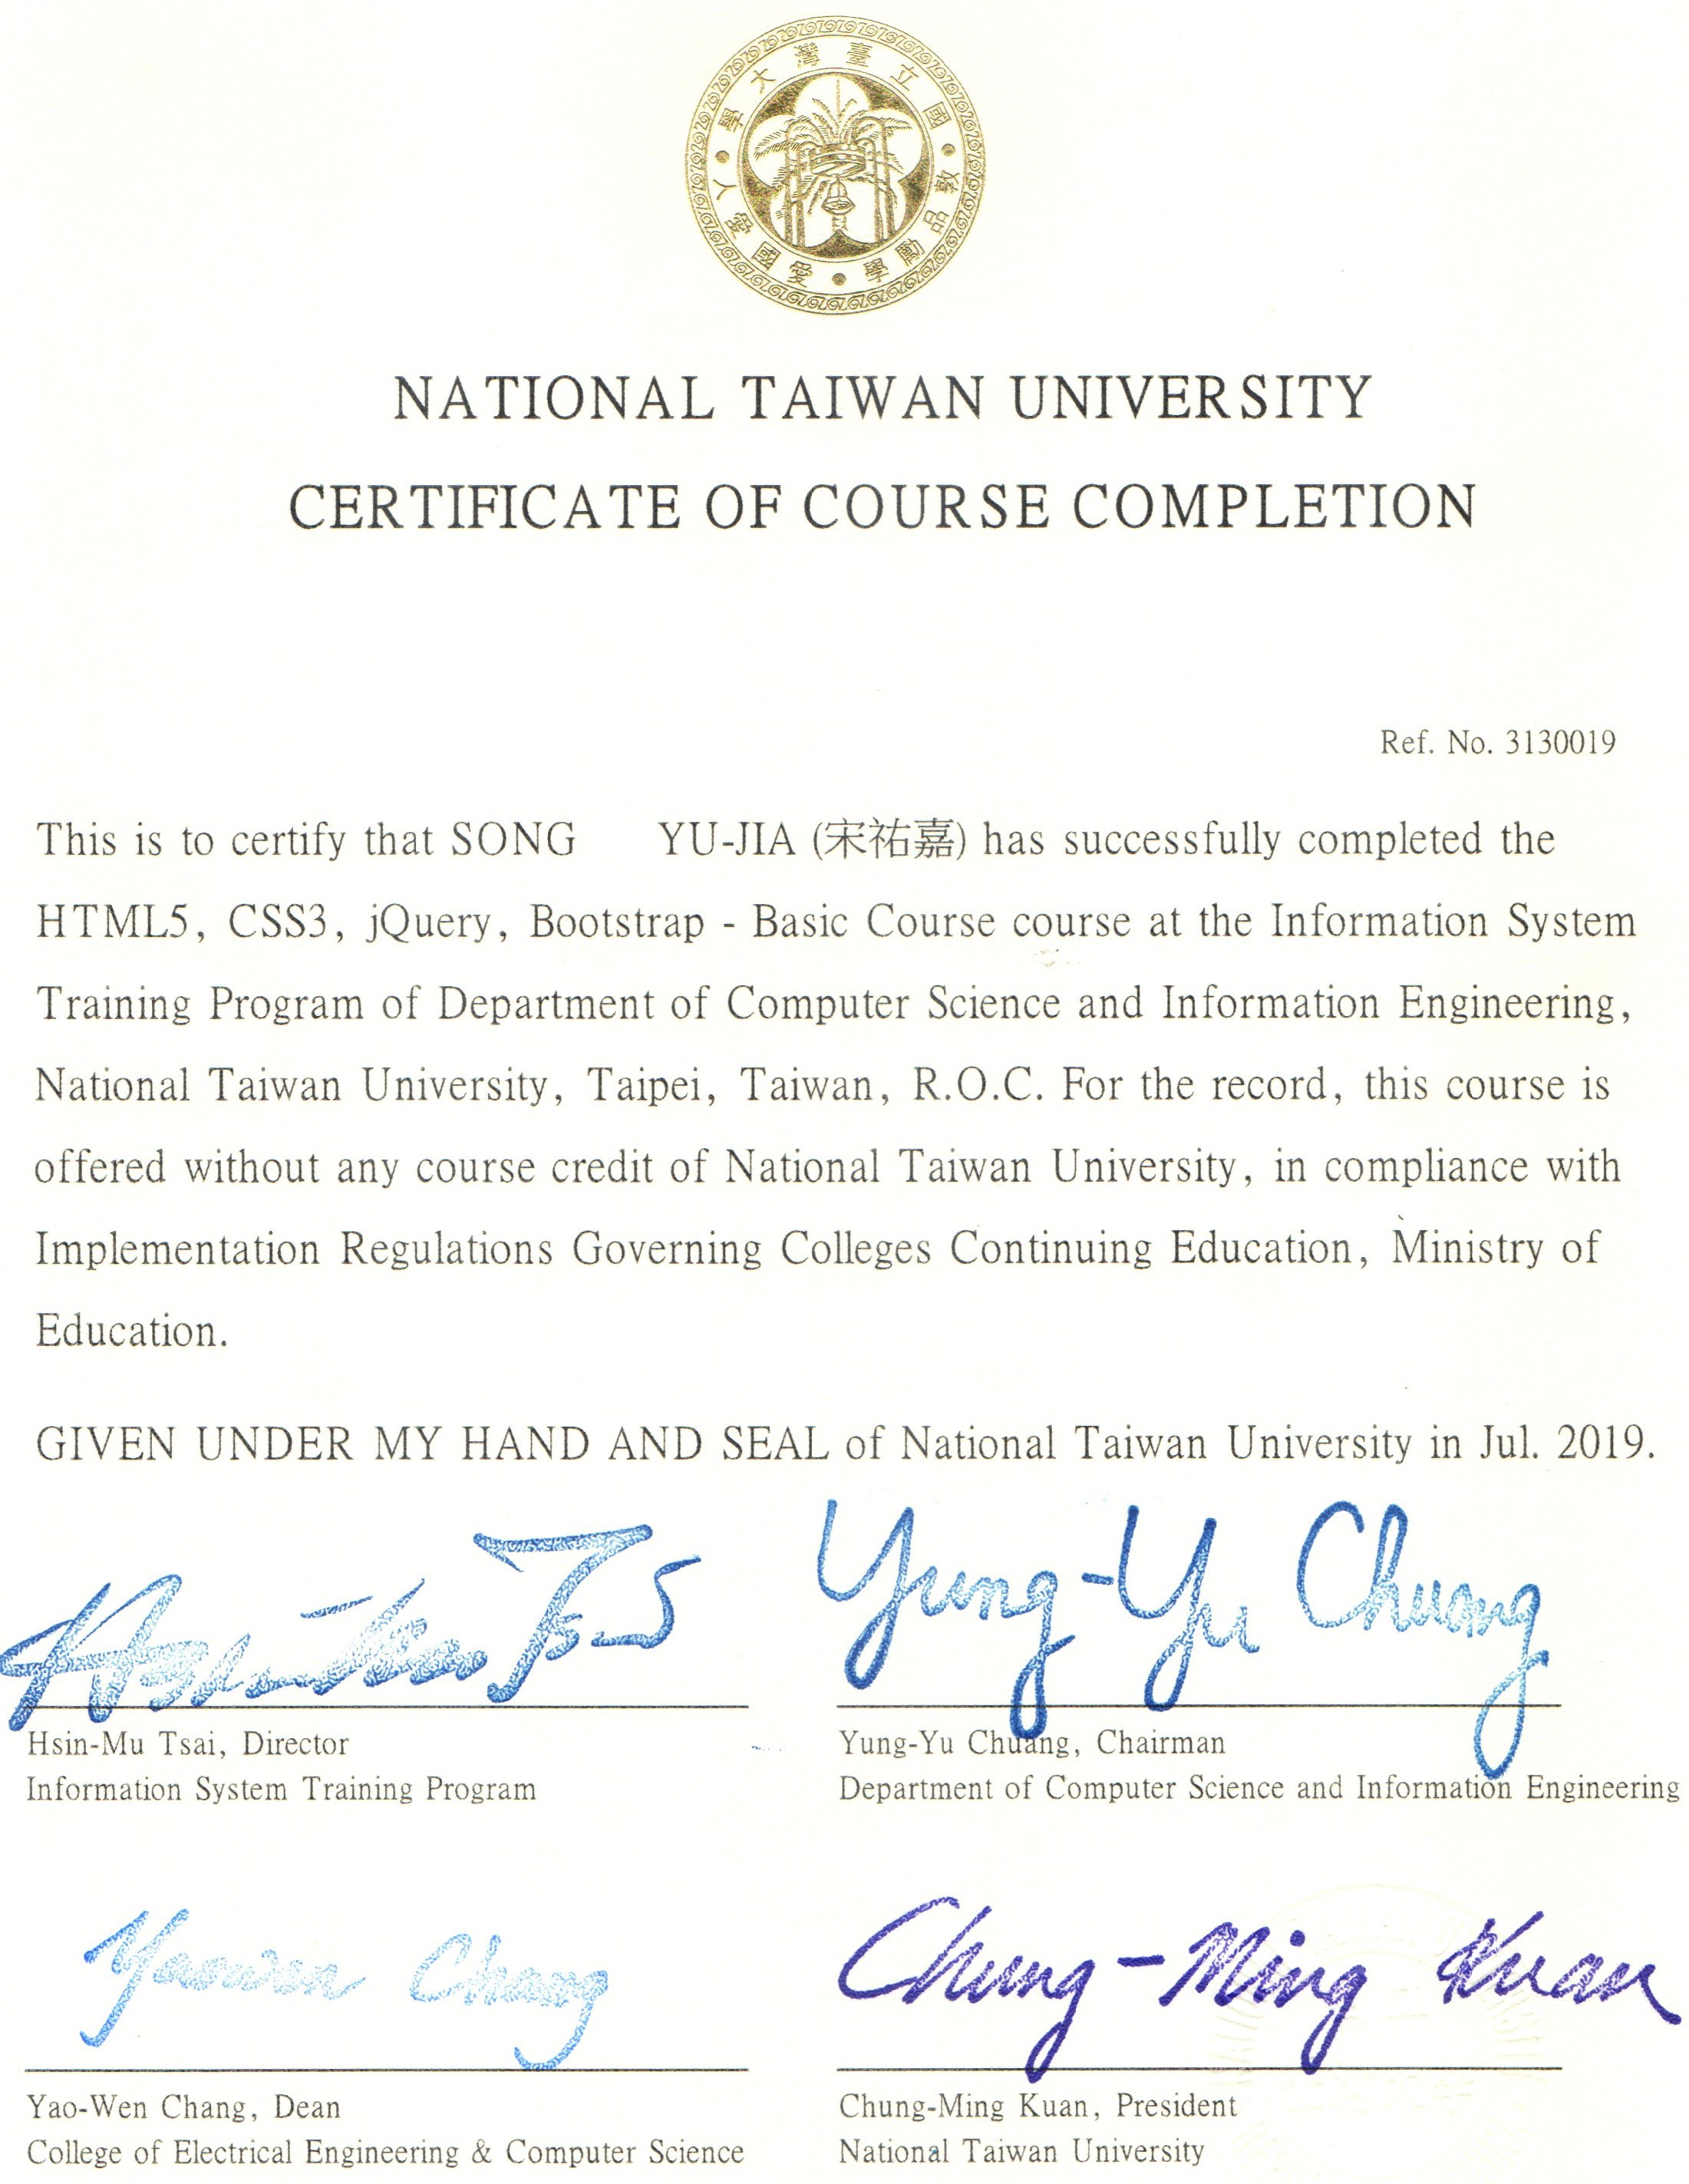 國立臺灣大學
敦品勵學
愛國愛人
NATIONAL TAIWAN UNIVERSITY
CERTIFICATE OF COURSE COMPLETION
Ref. No. 3130019
This is to certify that SONG YU-JIA (宋祐嘉) has successfully completed the
HTML5, CSS3, jQuery, Bootstrap - Basic Course course at the Information System
Training Program of Department of Computer Science and Information Engineering,
National Taiwan University, Taipei, Taiwan, R.O.C. For the record, this course is
offered without any course credit of National Taiwan University, in compliance with
Implementation Regulations Governing Colleges Continuing Education, Ministry of
Education.
GIVEN UNDER MY HAND AND SEAL of National Taiwan University in Jul. 2019.
Yung-Yu Chuang
Hsin-Mu Tsai, Director
Information System Training Program
Yung-Yu Chuang, Chairman
Department of Computer Science and Information Engineering
Chung-Ming Kuan
Yao-Wen Chang, Dean
College of Electrical Engineering & Computer Science
Chung-Ming Kuan, President
National Taiwan University